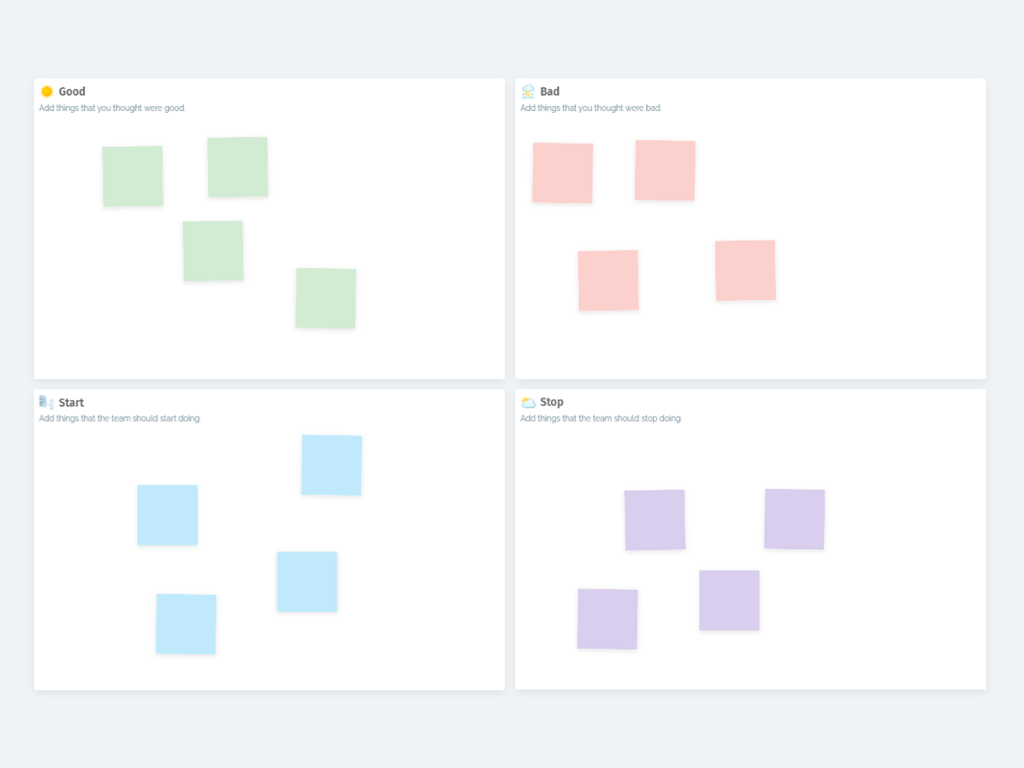 Good
Add things that you thought were good.
Bad
Add things that you thought were bad.
Start
Add things that the team should start doing.
Stop
Add things that the team should stop doing.